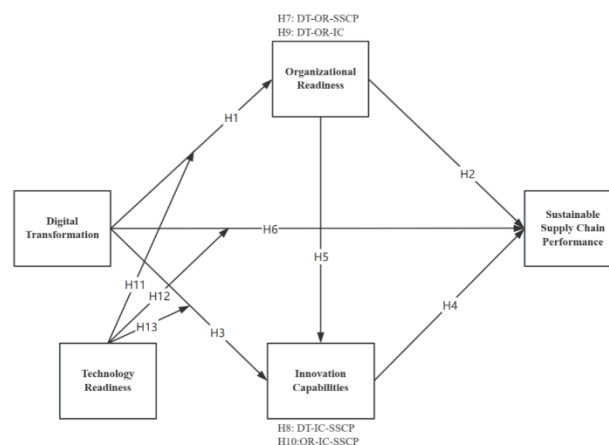 H7: DT-OR-SSCP
H9: DT-OR-IC
Organizational
Readiness
H1
H2
Digital
Transformation
H6
Sustainable
Supply Chain
Performance
H5
H11
H12
H13
H3
H4
Technology
Readiness
Innovation
Capabilities
H8: DT-IC-SSCP
H10:OR-IC-SSCP